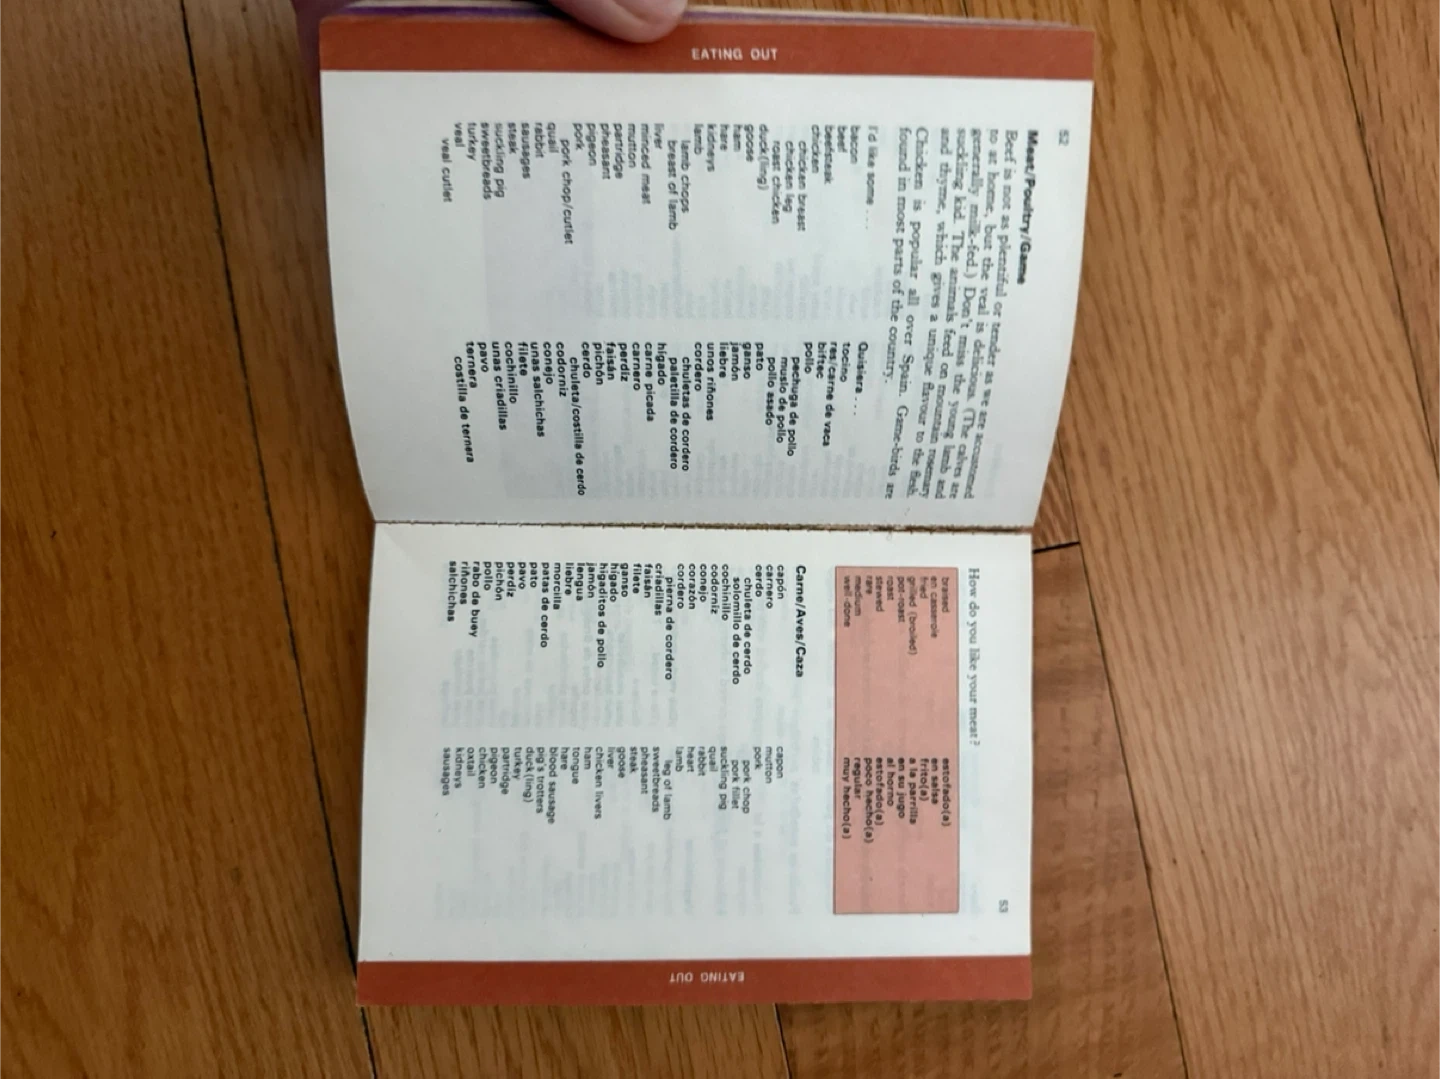 EATING OUT
52
Meat/Poultry/Game
Beef is not as plentiful or tender as we are accustomed
to at home, but the veal is delicious. (The calves are
generally milk-fed.) Don't miss the young lamb and
suckling kid. The animals feed on mountain rosemary
and thyme, which gives a unique flavour to the flesh.
Chicken is popular all over Spain. Game-birds are
found in most parts of the country.
I'd like some . . . Quisiera . . .
bacon tocino
beef res/carne de vaca
beefsteak biftec
chicken pollo
chicken breast pechuga de pollo
chicken leg muslo de pollo
roast chicken pollo asado
duck(ling) pato
goose ganso
ham jamón
hare liebre
kidneys unos riñones
lamb cordero
lamb chops chuletas de cordero
breast of lamb paletilla de cordero
liver hígado
minced meat carne picada
mutton carnero
partridge perdiz
pheasant faisán
pigeon pichón
pork cerdo
pork chop/cutlet chuleta/costilla de cerdo
quail codorniz
rabbit conejo
sausages unas salchichas
steak filete
suckling pig cochinillo
sweetbreads unas criadillas
turkey pavo
veal ternera
veal cutlet costilla de ternera
53
How do you like your meat?
braised estofado(a)
en casserole en salsa
fried frito(a)
grilled (broiled) a la parrilla
pot-roast en su jugo
roast al horno
stewed estofado(a)
rare poco hecho(a)
medium regular
well-done muy hecho(a)
Carne/Aves/Caza
capón capon
carnero mutton
cerdo pork
chuleta de cerdo pork chop
solomillo de cerdo pork fillet
cochinillo suckling pig
codorniz quail
conejo rabbit
corazón heart
cordero lamb
pierna de cordero leg of lamb
criadillas sweetbreads
faisán pheasant
filete steak
ganso goose
hígado liver
higaditos de pollo chicken livers
jamón ham
lengua tongue
liebre hare
morcilla blood sausage
patas de cerdo pig's trotters
pato duck(ling)
pavo turkey
perdiz partridge
pichón pigeon
pollo chicken
rabo de buey oxtail
riñones kidneys
salchichas sausages
EATING OUT